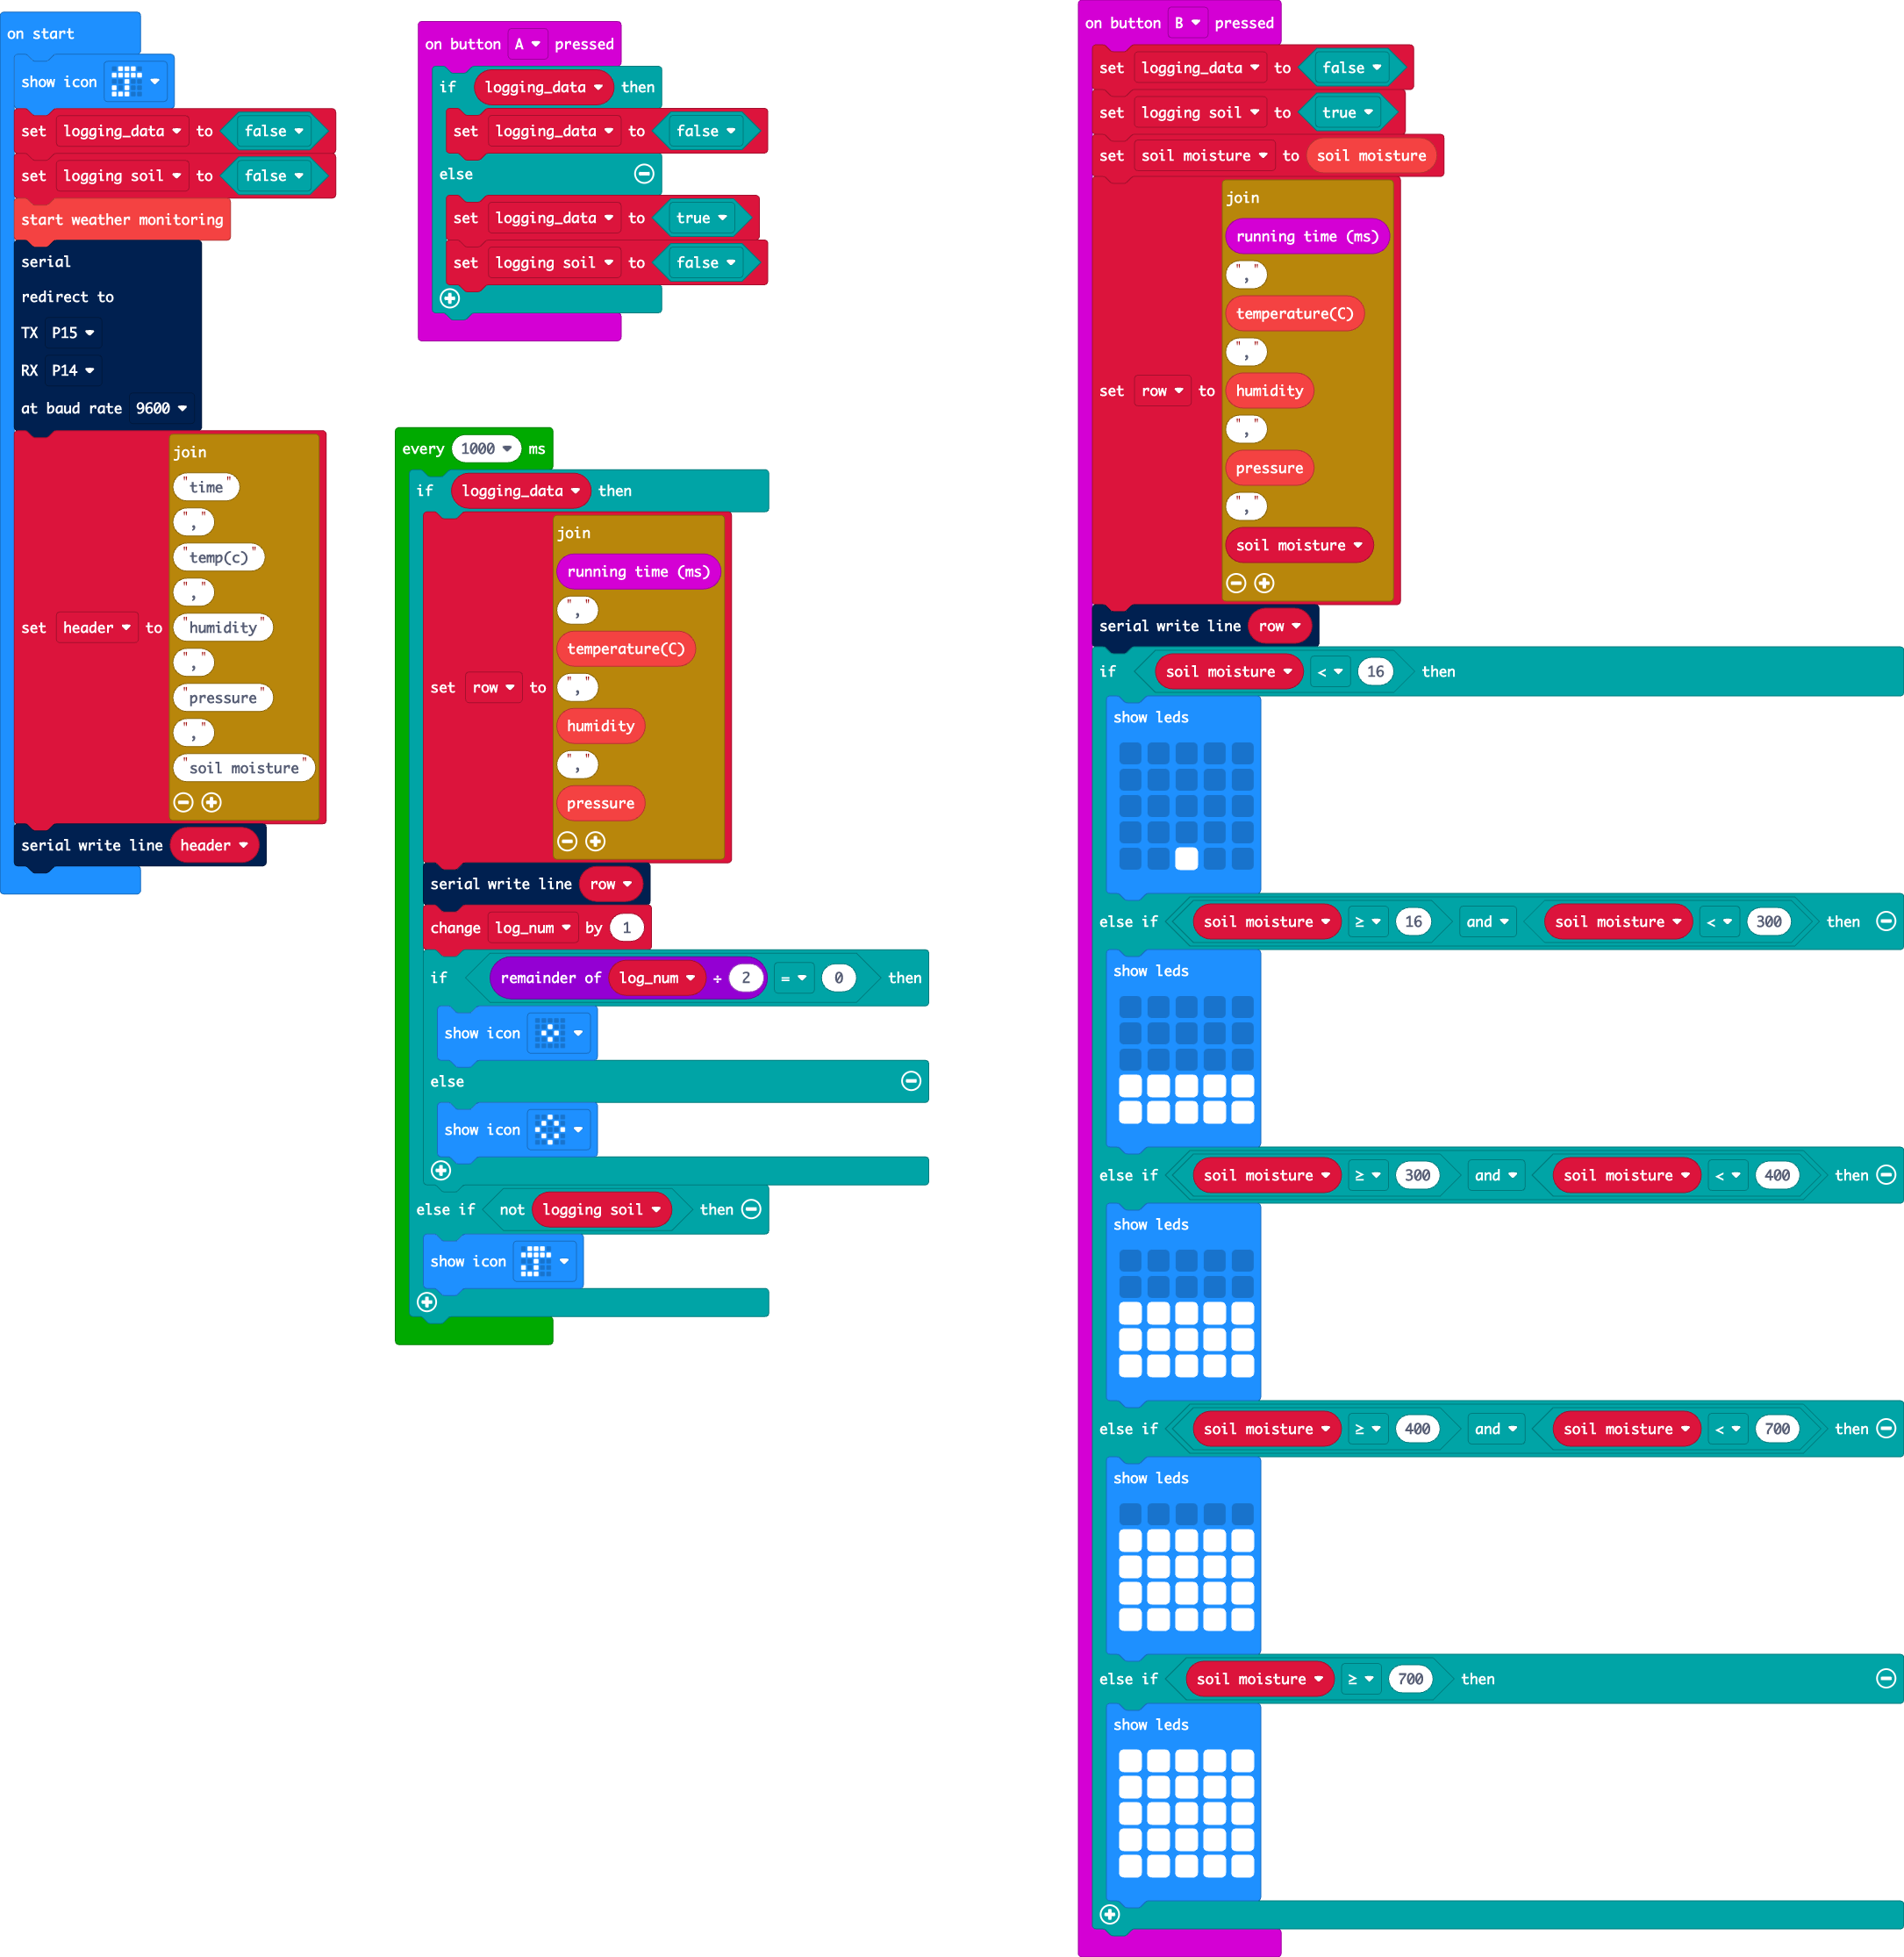 on start
show icon
set logging_data to false
set logging soil to false
start weather monitoring
serial
redirect to
TX P15
RX P14
at baud rate 9600
set header to
join
"time"
","
"temp(c)"
","
"humidity"
","
"pressure"
","
"soil moisture"
serial write line header
on button A pressed
if logging_data then
set logging_data to false
else
set logging_data to true
set logging soil to false
every 1000 ms
if logging_data then
set row to
join
running time (ms)
","
temperature(C)
","
humidity
","
pressure
serial write line row
change log_num by 1
if remainder of log_num ÷ 2 = 0 then
show icon
else
show icon
else if not logging soil then
show icon
on button B pressed
set logging_data to false
set logging soil to true
set soil moisture to soil moisture
set row to
join
running time (ms)
","
temperature(C)
","
humidity
","
pressure
","
soil moisture
serial write line row
if soil moisture < 16 then
show leds
else if soil moisture ≥ 16 and soil moisture < 300 then
show leds
else if soil moisture ≥ 300 and soil moisture < 400 then
show leds
else if soil moisture ≥ 400 and soil moisture < 700 then
show leds
else if soil moisture ≥ 700 then
show leds